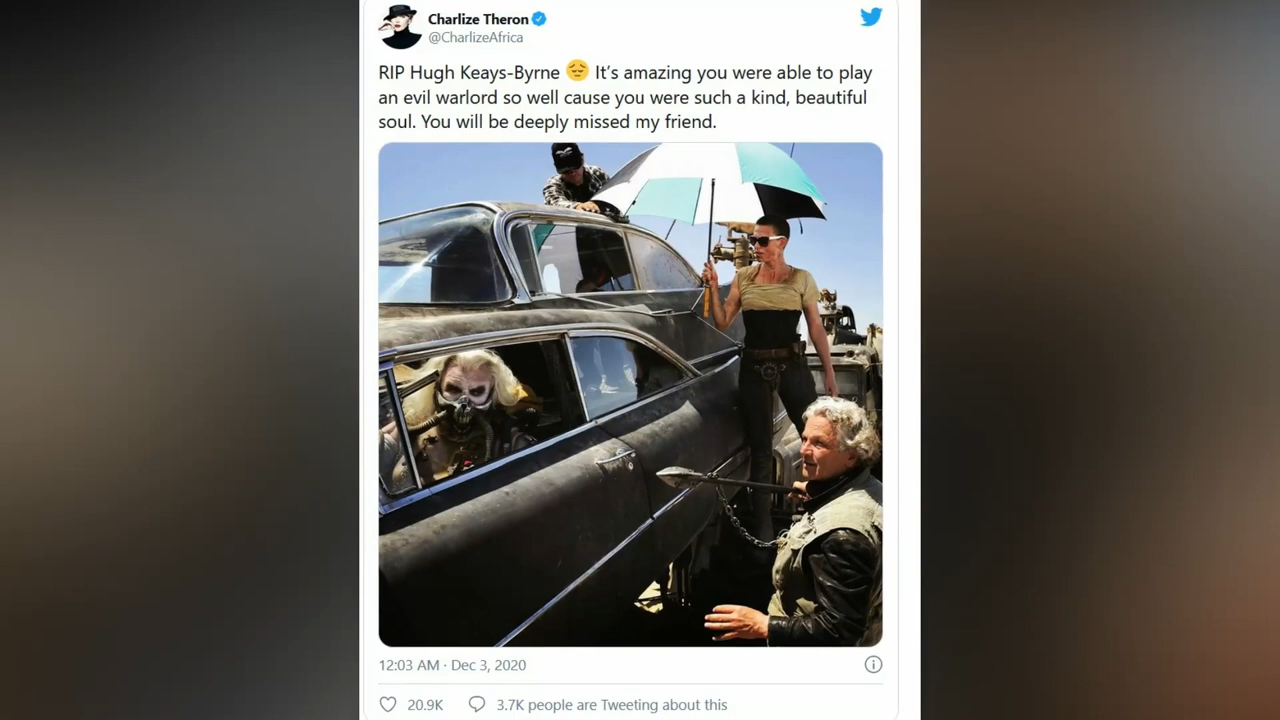 Charlize Theron
@CharlizeAfrica
RIP Hugh Keays-Byrne 😔 It’s amazing you were able to play
an evil warlord so well cause you were such a kind, beautiful
soul. You will be deeply missed my friend.
12:03 AM · Dec 3, 2020
20.9K 3.7K people are Tweeting about this